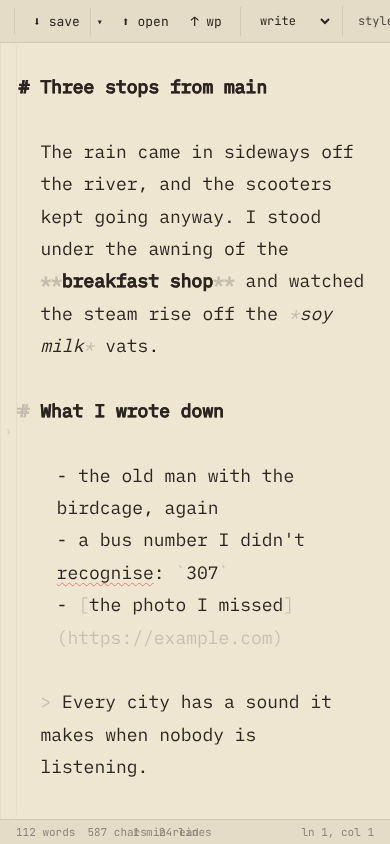 ⬇ save ▾ ⬆ open ↑ wp write style
# Three stops from main
The rain came in sideways off
the river, and the scooters
kept going anyway. I stood
under the awning of the
**breakfast shop** and watched
the steam rise off the *soy
milk* vats.
# What I wrote down
- the old man with the
birdcage, again
- a bus number I didn't
recognise: `307`
- [the photo I missed]
(https://example.com)
> Every city has a sound it
makes when nobody is
listening.
112 words 587 chars ln 1, col 1